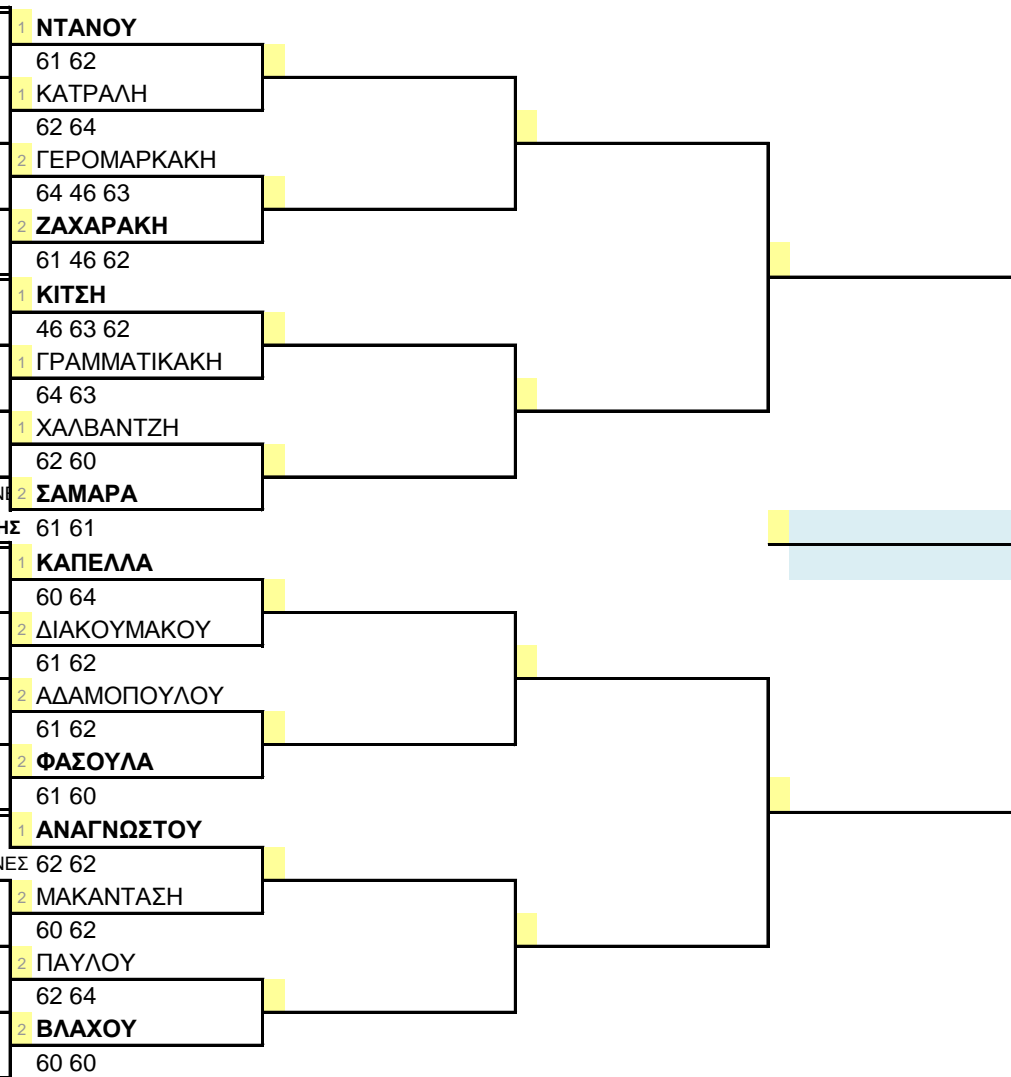 1 ΝΤΑΝΟΥ
61 62
1 ΚΑΤΡΑΛΗ
62 64
2 ΓΕΡΟΜΑΡΚΑΚΗ
64 46 63
2 ΖΑΧΑΡΑΚΗ
61 46 62
1 ΚΙΤΣΗ
46 63 62
1 ΓΡΑΜΜΑΤΙΚΑΚΗ
64 63
1 ΧΑΛΒΑΝΤΖΗ
62 60
2 ΣΑΜΑΡΑ
ΗΣ 61 61
1 ΚΑΠΕΛΛΑ
60 64
2 ΔΙΑΚΟΥΜΑΚΟΥ
61 62
2 ΑΔΑΜΟΠΟΥΛΟΥ
61 62
2 ΦΑΣΟΥΛΑ
61 60
1 ΑΝΑΓΝΩΣΤΟΥ
ΝΕΣ 62 62
2 ΜΑΚΑΝΤΑΣΗ
60 62
2 ΠΑΥΛΟΥ
62 64
2 ΒΛΑΧΟΥ
60 60